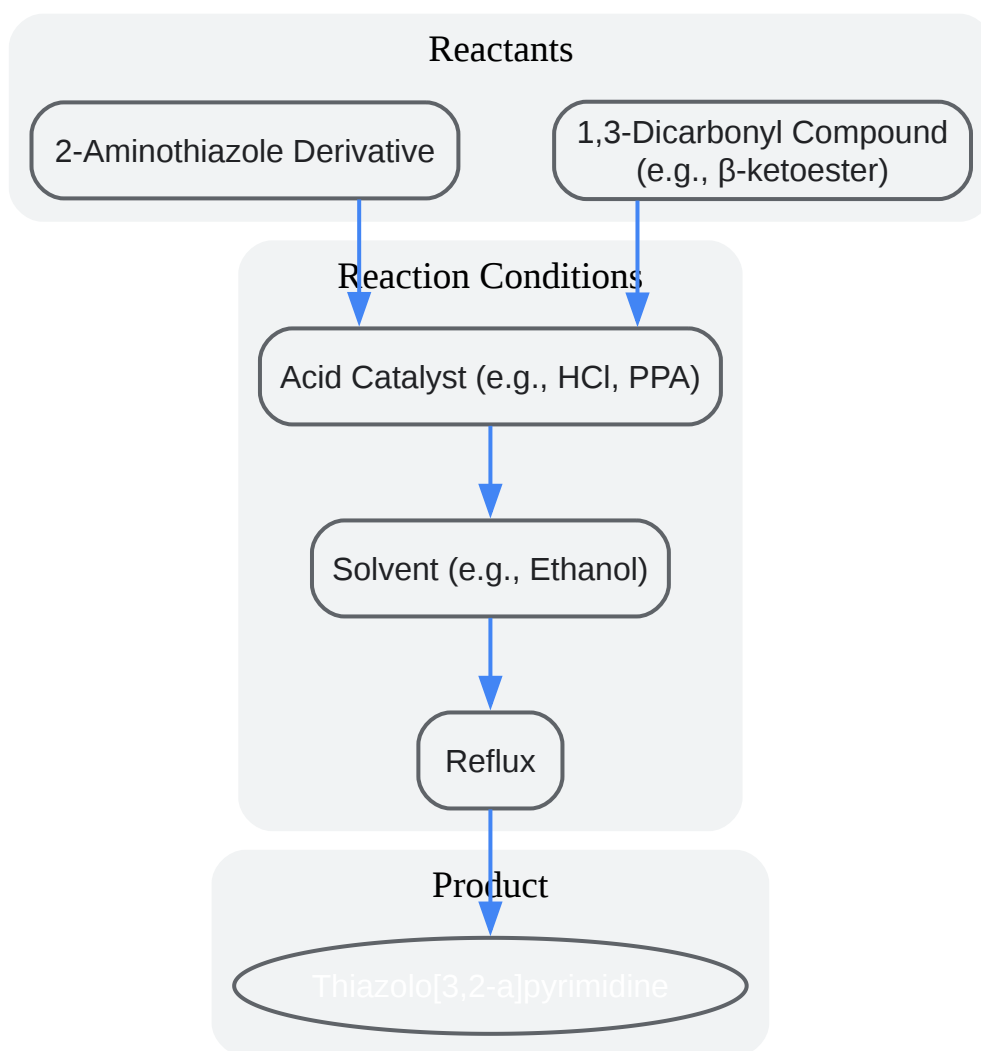 Reactants
2-Aminothiazole Derivative
1,3-Dicarbonyl Compound
(e.g., β-ketoester)
Reaction Conditions
Acid Catalyst (e.g., HCl, PPA)
Solvent (e.g., Ethanol)
Reflux
Product
Thiazolo[3,2-a]pyrimidine